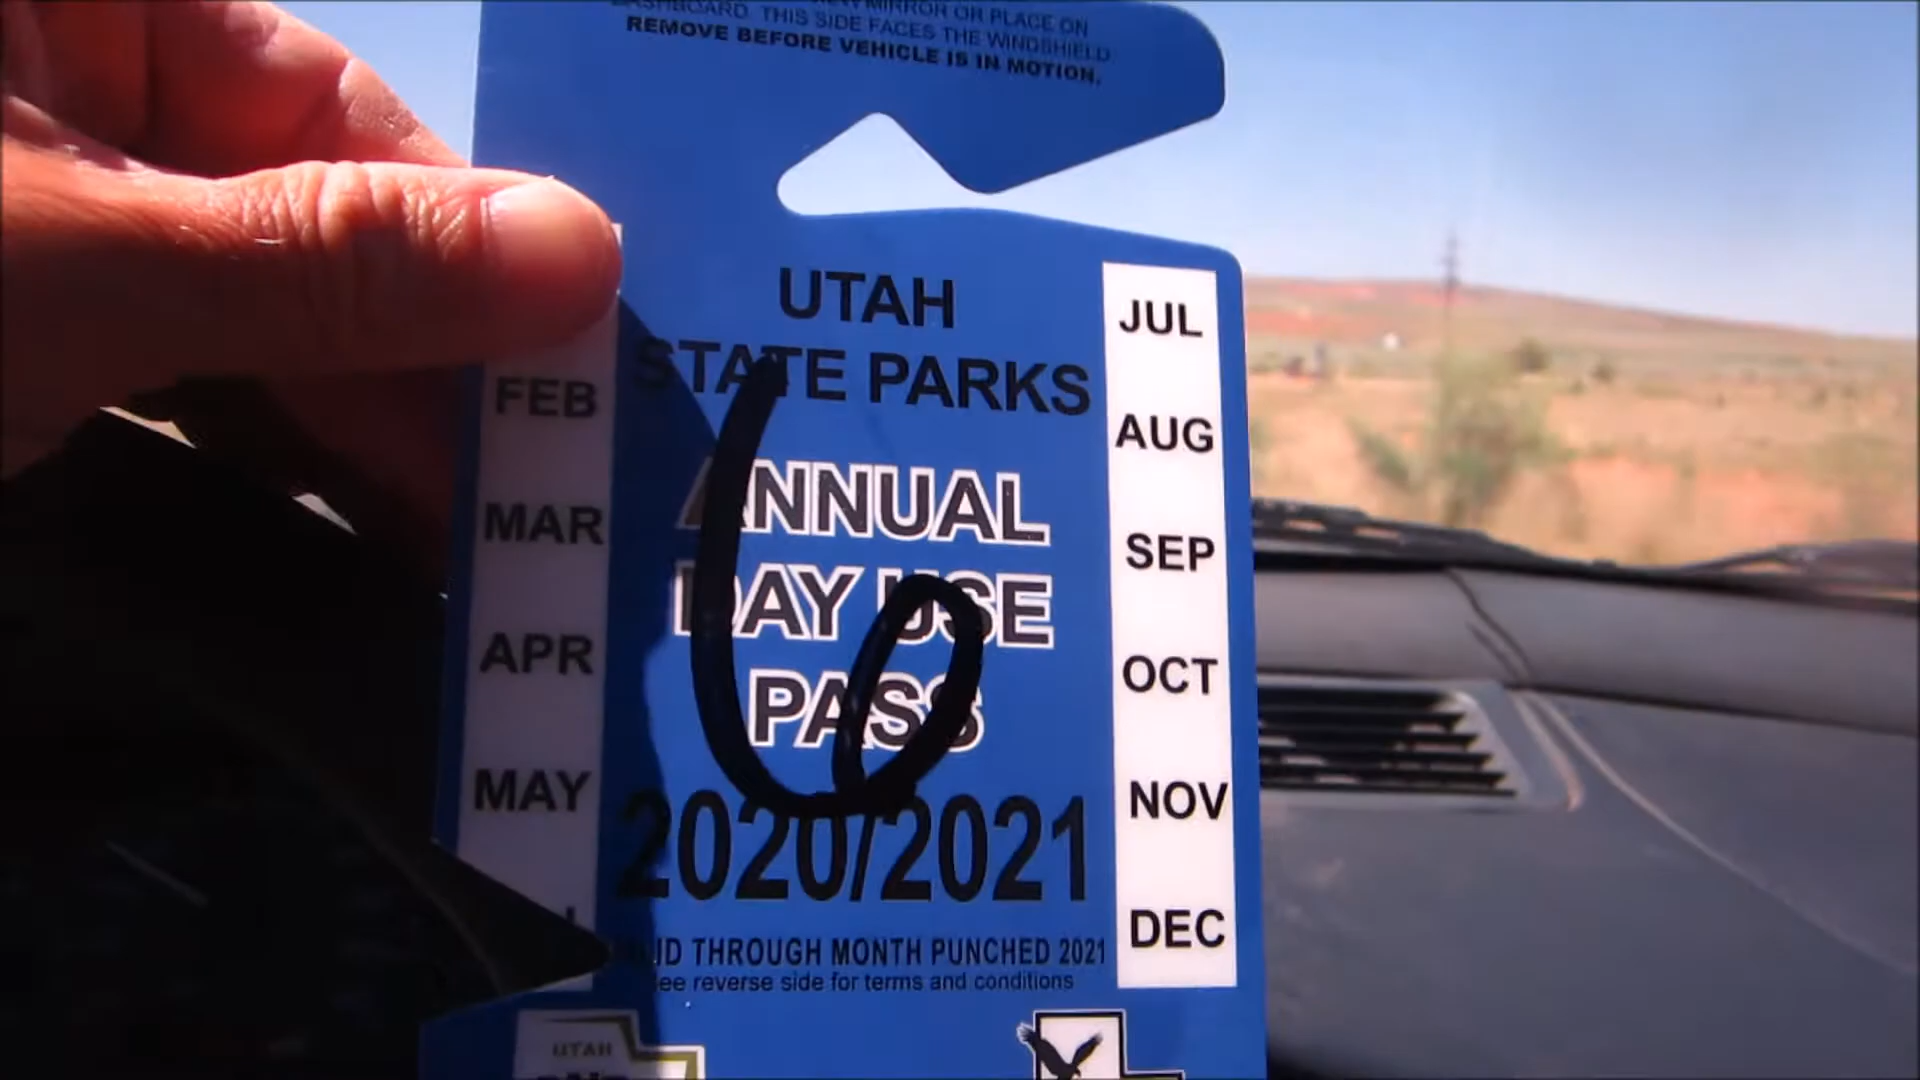 MIRROR OR PLACE ON
DASHBOARD. THIS SIDE FACES THE WINDSHIELD
REMOVE BEFORE VEHICLE IS IN MOTION.
UTAH
STATE PARKS
ANNUAL
DAY USE
PASS
6
2020/2021
THROUGH MONTH PUNCHED 2021
See reverse side for terms and conditions
FEB
MAR
APR
MAY
JUL
AUG
SEP
OCT
NOV
DEC
UTAH